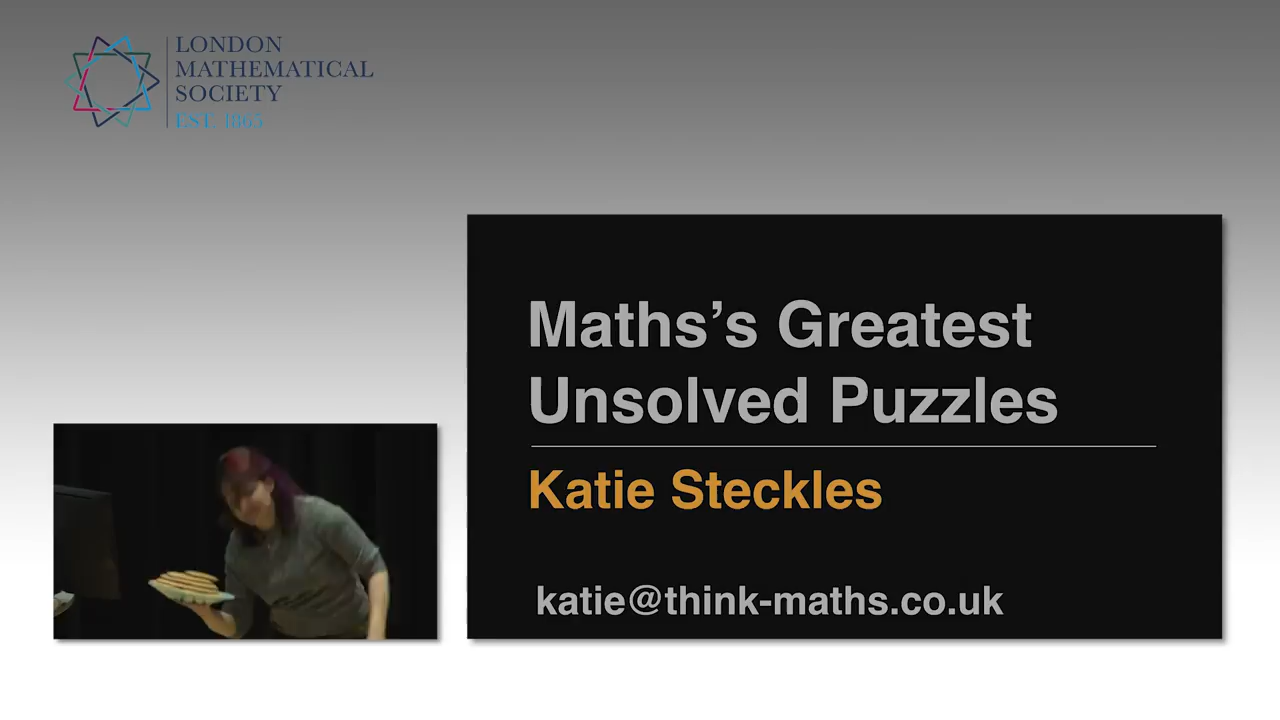 LONDON
MATHEMATICAL
SOCIETY
EST. 1865
Maths’s Greatest
Unsolved Puzzles
Katie Steckles
katie@think-maths.co.uk